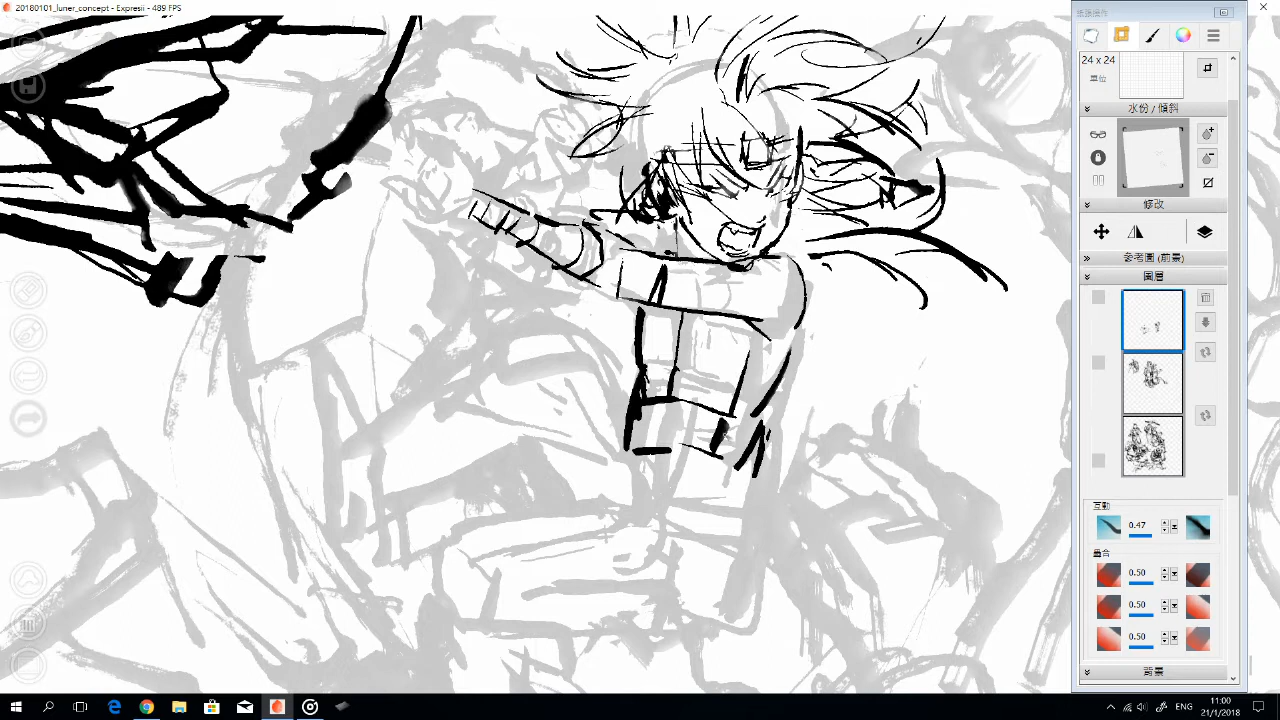 20180101_luner_concept - Expresii - 489 FPS
24 x 24
單位
水份 / 傾斜
修改
參考圖 (前景)
圖層
互動
0.47
疊合
0.50
0.50
0.50
背景
ENG
11:00
21/1/2018